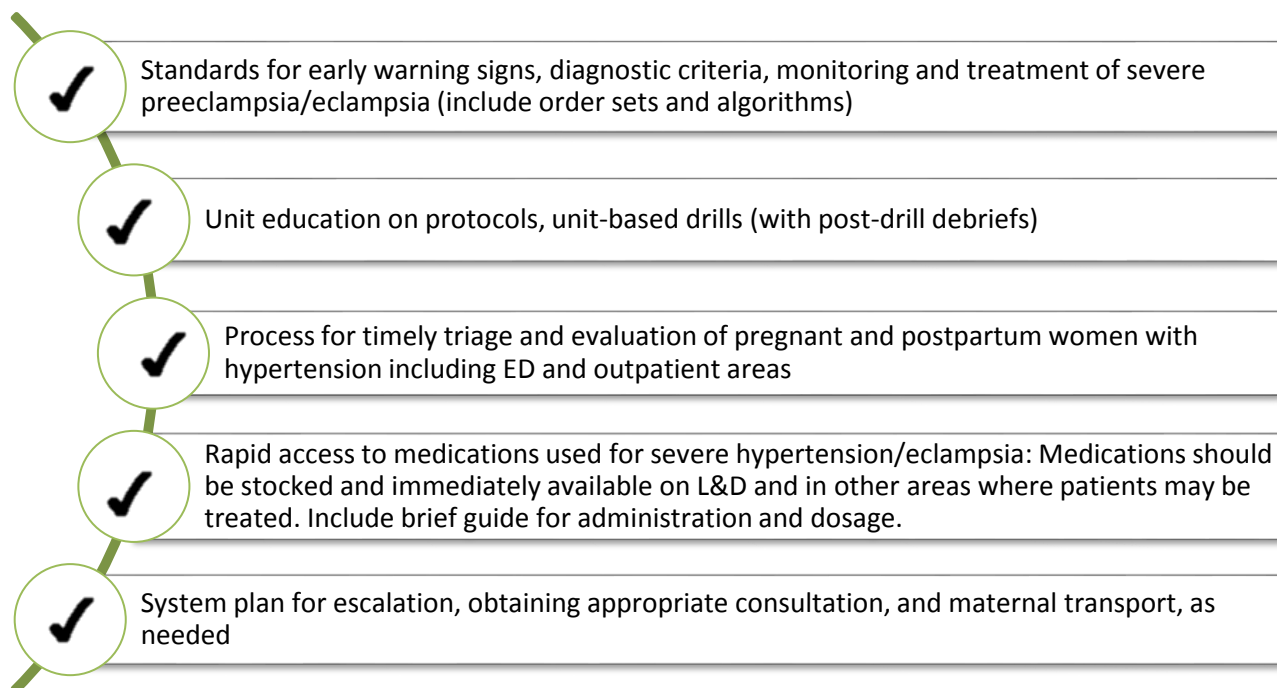 Standards for early warning signs, diagnostic criteria, monitoring and treatment of severe
preeclampsia/eclampsia (include order sets and algorithms)
Unit education on protocols, unit-based drills (with post-drill debriefs)
Process for timely triage and evaluation of pregnant and postpartum women with
hypertension including ED and outpatient areas
Rapid access to medications used for severe hypertension/eclampsia: Medications should
be stocked and immediately available on L&D and in other areas where patients may be
treated. Include brief guide for administration and dosage.
System plan for escalation, obtaining appropriate consultation, and maternal transport, as
needed